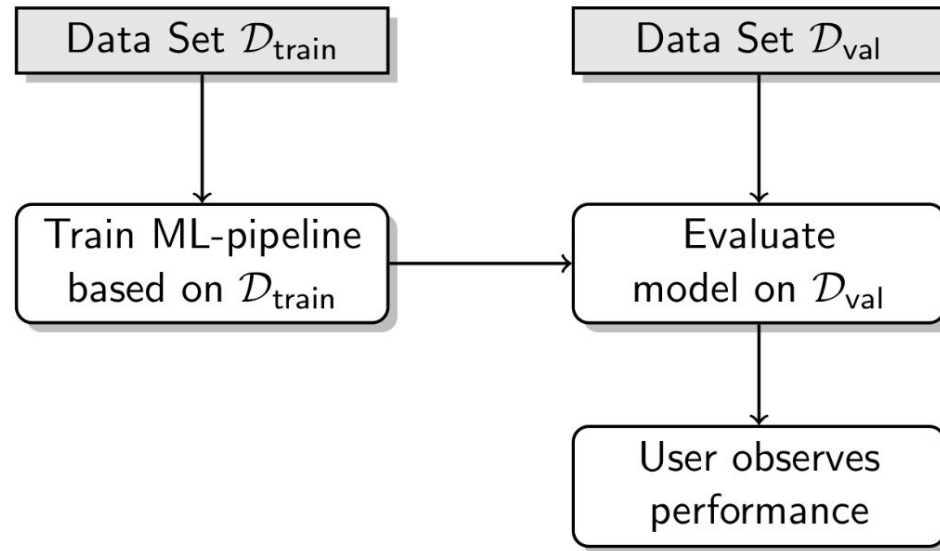 Data Set 𝒟train
Data Set 𝒟val
Train ML-pipeline
based on 𝒟train
Evaluate
model on 𝒟val
User observes
performance